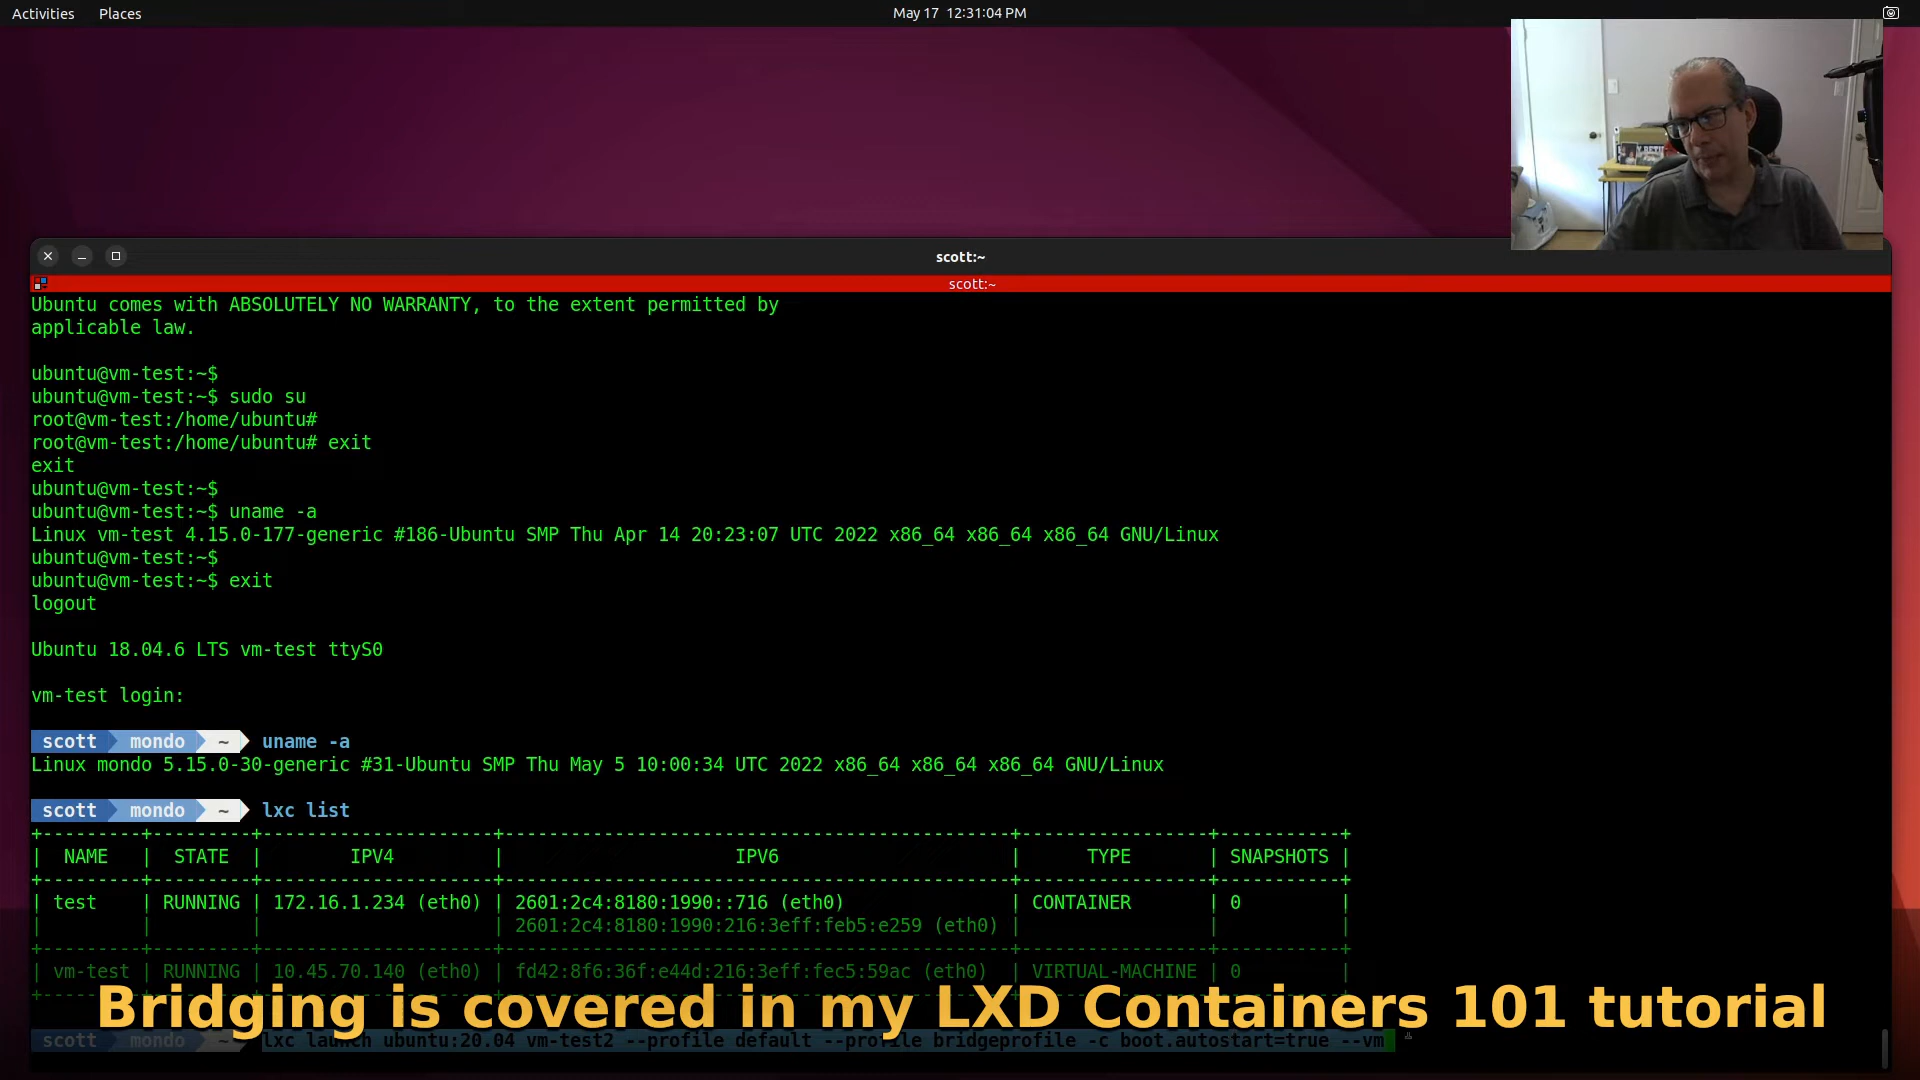 Activities Places May 17 12:31:04 PM
scott:~
scott:~
Ubuntu comes with ABSOLUTELY NO WARRANTY, to the extent permitted by
applicable law.
ubuntu@vm-test:~$
ubuntu@vm-test:~$ sudo su
root@vm-test:/home/ubuntu#
root@vm-test:/home/ubuntu# exit
exit
ubuntu@vm-test:~$
ubuntu@vm-test:~$ uname -a
Linux vm-test 4.15.0-177-generic #186-Ubuntu SMP Thu Apr 14 20:23:07 UTC 2022 x86_64 x86_64 x86_64 GNU/Linux
ubuntu@vm-test:~$
ubuntu@vm-test:~$ exit
logout
Ubuntu 18.04.6 LTS vm-test ttyS0
vm-test login:
scott mondo ~ uname -a
Linux mondo 5.15.0-30-generic #31-Ubuntu SMP Thu May 5 10:00:34 UTC 2022 x86_64 x86_64 x86_64 GNU/Linux
scott mondo ~ lxc list
+---------+---------+---------------------+----------------------------------------------+-----------------+-----------+
| NAME | STATE | IPV4 | IPV6 | TYPE | SNAPSHOTS |
+---------+---------+---------------------+----------------------------------------------+-----------------+-----------+
| test | RUNNING | 172.16.1.234 (eth0) | 2601:2c4:8180:1990::716 (eth0) | CONTAINER | 0 |
| | | | 2601:2c4:8180:1990:216:3eff:feb5:e259 (eth0) | | |
+---------+---------+---------------------+----------------------------------------------+-----------------+-----------+
| vm-test | RUNNING | 10.45.70.140 (eth0) | fd42:8f6:36f:e44d:216:3eff:fec5:59ac (eth0) | VIRTUAL-MACHINE | 0 |
Bridging is covered in my LXD Containers 101 tutorial
scott mondo ~ lxc launch ubuntu:20.04 vm-test2 --profile default --profile bridgeprofile -c boot.autostart=true --vm